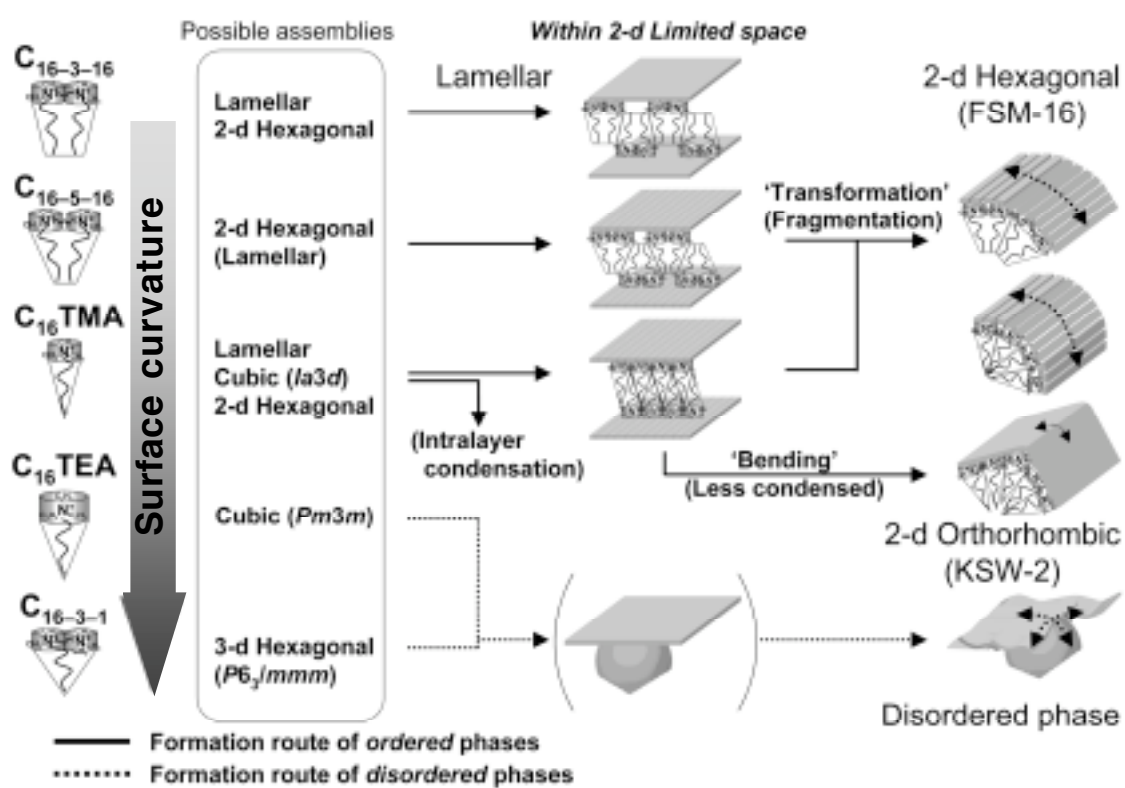 Possible assemblies
Within 2-d Limited space
C16–3–16
Lamellar
2-d Hexagonal
Lamellar
2-d Hexagonal
(FSM-16)
C16–5–16
2-d Hexagonal
(Lamellar)
'Transformation'
(Fragmentation)
Surface curvature
C16TMA
Lamellar
Cubic (Ia3d)
2-d Hexagonal
(Intralayer
condensation)
'Bending'
(Less condensed)
C16TEA
Cubic (Pm3m)
2-d Orthorhombic
(KSW-2)
C16–3–1
3-d Hexagonal
(P63/mmm)
Disordered phase
Formation route of ordered phases
Formation route of disordered phases